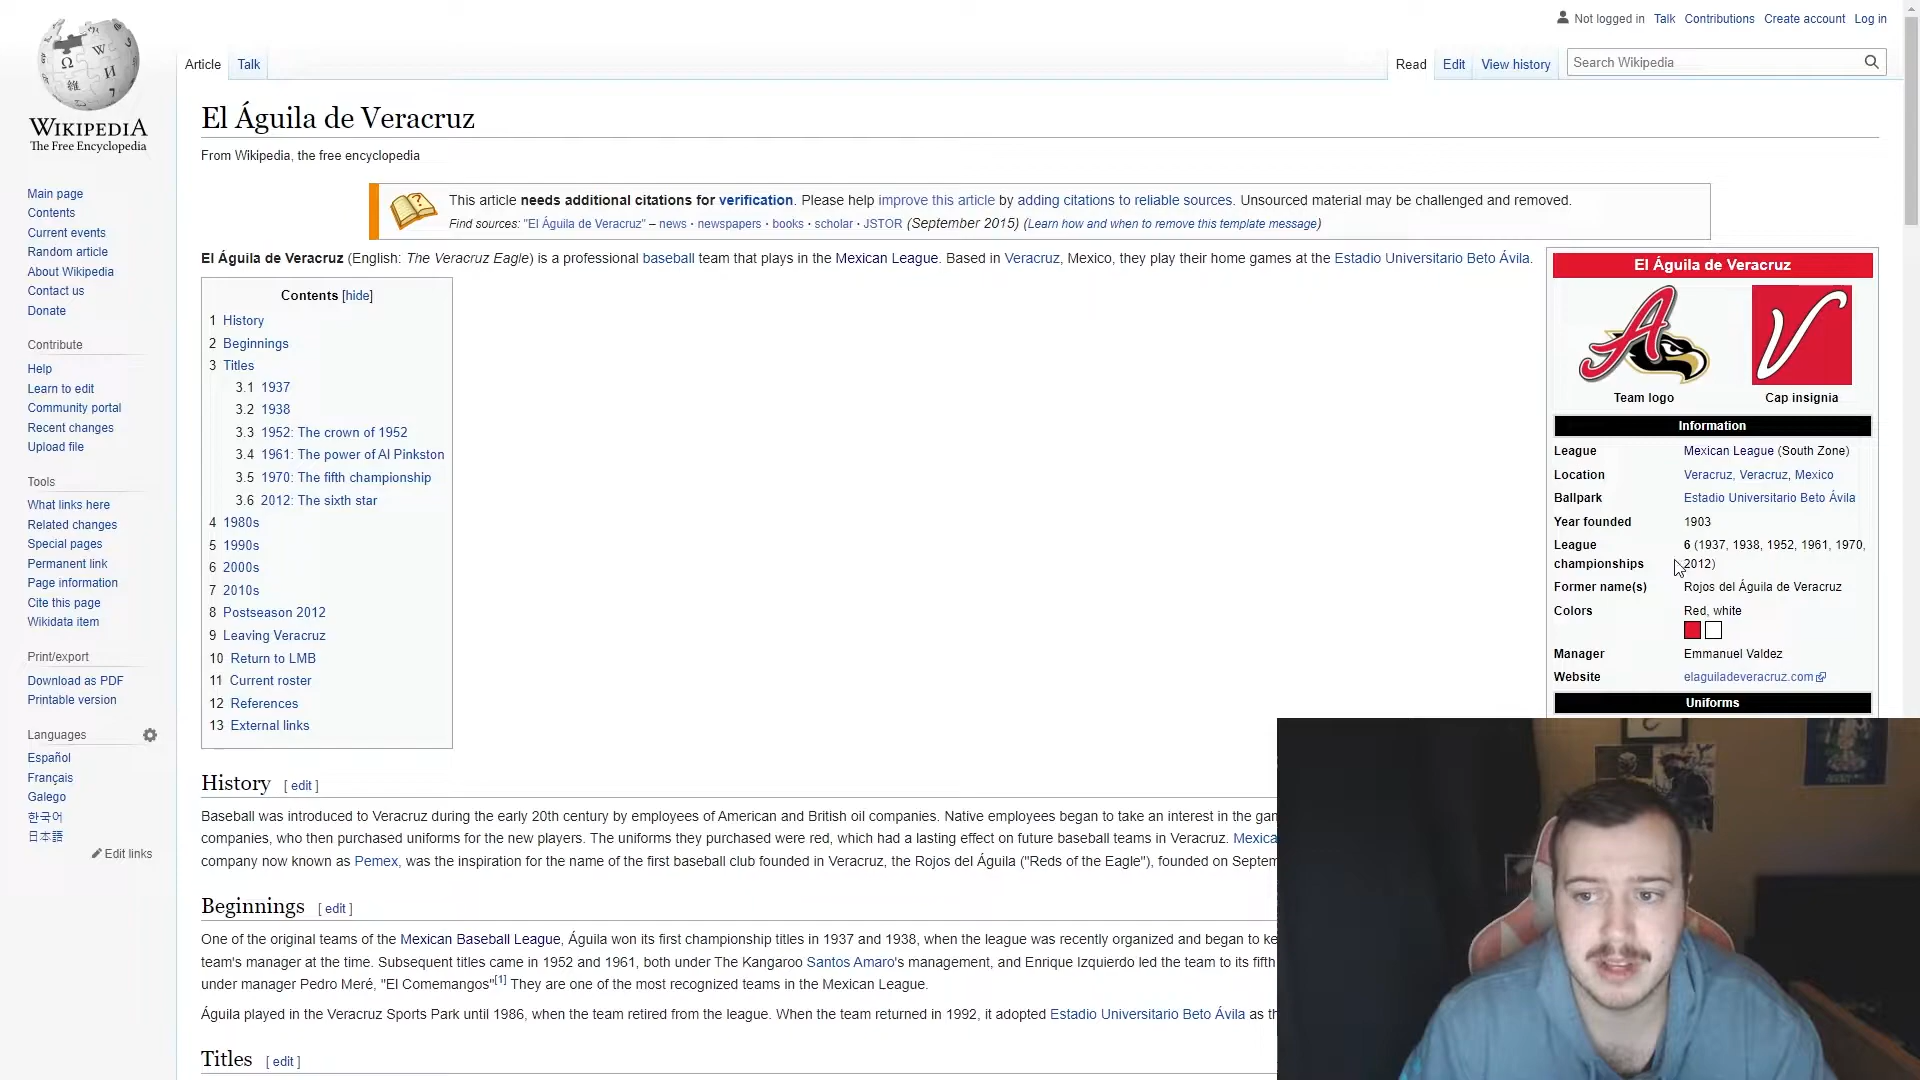 Not logged in Talk Contributions Create account Log in
Article Talk Read Edit View history Search Wikipedia
WIKIPEDIA
The Free Encyclopedia
Main page
Contents
Current events
Random article
About Wikipedia
Contact us
Donate
Contribute
Help
Learn to edit
Community portal
Recent changes
Upload file
Tools
What links here
Related changes
Special pages
Permanent link
Page information
Cite this page
Wikidata item
Print/export
Download as PDF
Printable version
Languages
Español
Français
Galego
한국어
日本語
Edit links
El Águila de Veracruz
From Wikipedia, the free encyclopedia
This article needs additional citations for verification. Please help improve this article by adding citations to reliable sources. Unsourced material may be challenged and removed.
Find sources: "El Águila de Veracruz" – news · newspapers · books · scholar · JSTOR (September 2015) (Learn how and when to remove this template message)
El Águila de Veracruz (English: The Veracruz Eagle) is a professional baseball team that plays in the Mexican League. Based in Veracruz, Mexico, they play their home games at the Estadio Universitario Beto Ávila.
Contents [hide]
1 History
2 Beginnings
3 Titles
3.1 1937
3.2 1938
3.3 1952: The crown of 1952
3.4 1961: The power of Al Pinkston
3.5 1970: The fifth championship
3.6 2012: The sixth star
4 1980s
5 1990s
6 2000s
7 2010s
8 Postseason 2012
9 Leaving Veracruz
10 Return to LMB
11 Current roster
12 References
13 External links
El Águila de Veracruz
A V
Team logo Cap insignia
Information
League Mexican League (South Zone)
Location Veracruz, Veracruz, Mexico
Ballpark Estadio Universitario Beto Ávila
Year founded 1903
League championships 6 (1937, 1938, 1952, 1961, 1970,
2012)
Former name(s) Rojos del Águila de Veracruz
Colors Red, white
Manager Emmanuel Valdez
Website elaguiladeveracruz.com
Uniforms
History [ edit ]
Baseball was introduced to Veracruz during the early 20th century by employees of American and British oil companies. Native employees began to take an interest in the
companies, who then purchased uniforms for the new players. The uniforms they purchased were red, which had a lasting effect on future baseball teams in Veracruz. Mexica
company now known as Pemex, was the inspiration for the name of the first baseball club founded in Veracruz, the Rojos del Águila ("Reds of the Eagle"), founded on Septem
Beginnings [ edit ]
One of the original teams of the Mexican Baseball League, Águila won its first championship titles in 1937 and 1938, when the league was recently organized and began to ke
team's manager at the time. Subsequent titles came in 1952 and 1961, both under The Kangaroo Santos Amaro's management, and Enrique Izquierdo led the team to its fifth
under manager Pedro Meré, "El Comemangos"[1] They are one of the most recognized teams in the Mexican League.
Águila played in the Veracruz Sports Park until 1986, when the team retired from the league. When the team returned in 1992, it adopted Estadio Universitario Beto Ávila as
Titles [ edit ]